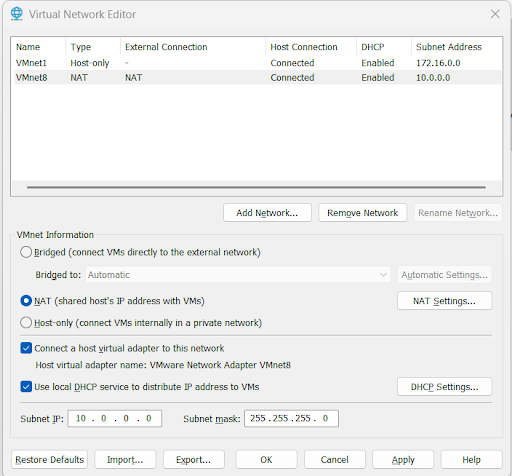 Virtual Network Editor
Name Type External Connection Host Connection DHCP Subnet Address
VMnet1 Host-only - Connected Enabled 172.16.0.0
VMnet8 NAT NAT Connected Enabled 10.0.0.0
Add Network... Remove Network Rename Network...
VMnet Information
Bridged (connect VMs directly to the external network)
Bridged to: Automatic Automatic Settings...
NAT (shared host's IP address with VMs) NAT Settings...
Host-only (connect VMs internally in a private network)
Connect a host virtual adapter to this network
Host virtual adapter name: VMware Network Adapter VMnet8
Use local DHCP service to distribute IP address to VMs DHCP Settings...
Subnet IP: 10 . 0 . 0 . 0 Subnet mask: 255 . 255 . 255 . 0
Restore Defaults Import... Export... OK Cancel Apply Help